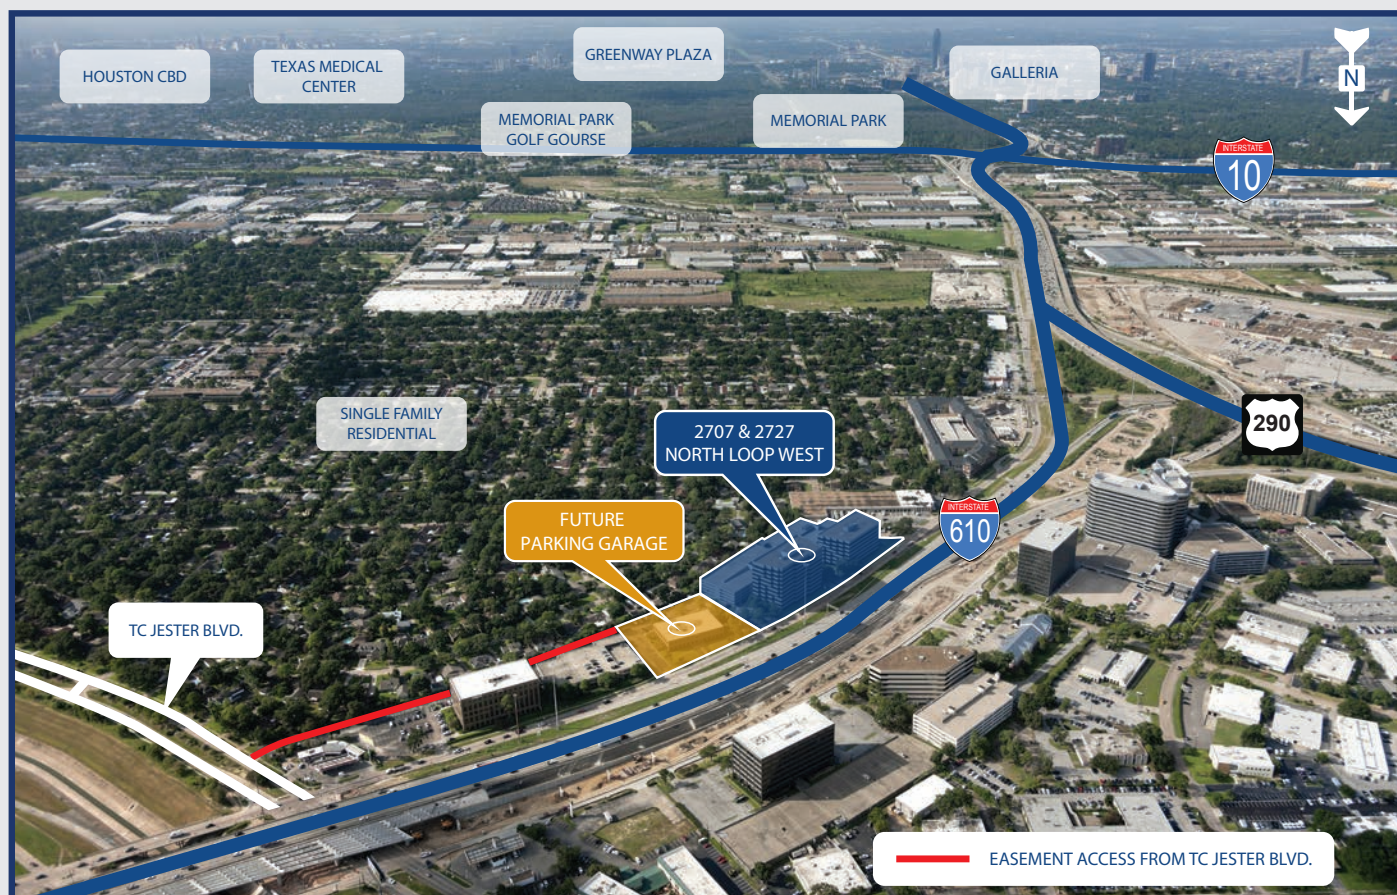 HOUSTON CBD
TEXAS MEDICAL
CENTER
GREENWAY PLAZA
GALLERIA
N
MEMORIAL PARK
GOLF GOURSE
MEMORIAL PARK
INTERSTATE
10
SINGLE FAMILY
RESIDENTIAL
2707 & 2727
NORTH LOOP WEST
290
FUTURE
PARKING GARAGE
INTERSTATE
610
TC JESTER BLVD.
EASEMENT ACCESS FROM TC JESTER BLVD.